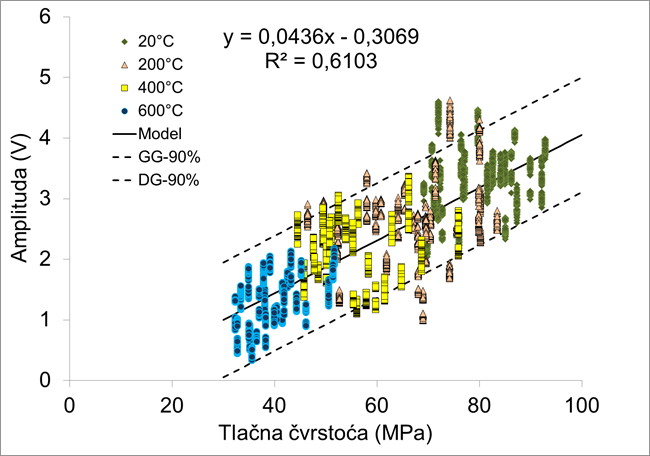 y = 0,0436x - 0,3069
R² = 0,6103
20°C
200°C
400°C
600°C
Model
GG-90%
DG-90%
Amplituda (V)
6
5
4
3
2
1
0
0 20 40 60 80 100
Tlačna čvrstoća (MPa)